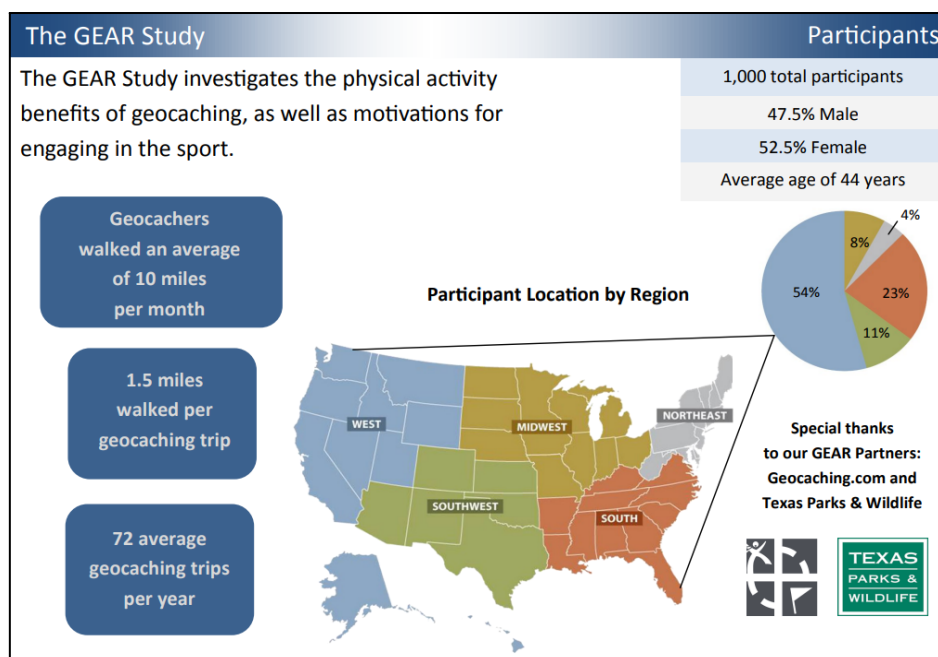 The GEAR Study
Participants
The GEAR Study investigates the physical activity
benefits of geocaching, as well as motivations for
engaging in the sport.
1,000 total participants
47.5% Male
52.5% Female
Average age of 44 years
Geocachers
walked an average
of 10 miles
per month
1.5 miles
walked per
geocaching trip
72 average
geocaching trips
per year
Participant Location by Region
8%
4%
54%
23%
11%
WEST
MIDWEST
NORTHEAST
SOUTHWEST
SOUTH
Special thanks
to our GEAR Partners:
Geocaching.com and
Texas Parks & Wildlife
TEXAS
PARKS &
WILDLIFE